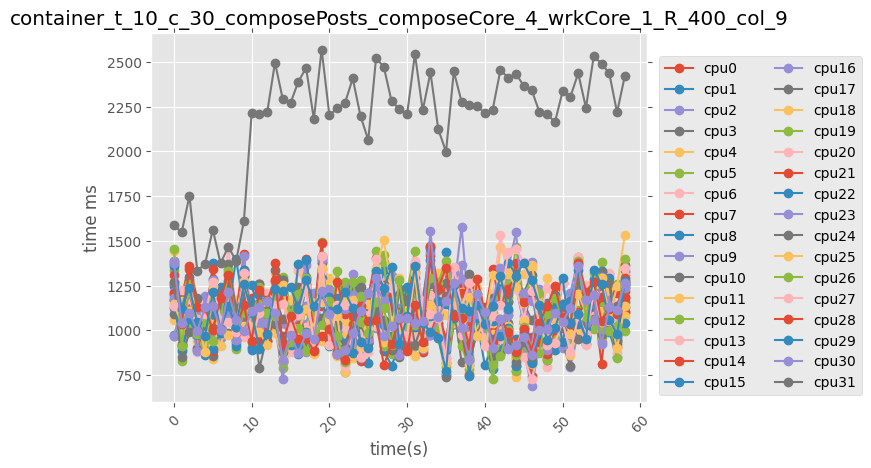 container_t_10_c_30_composePosts_composeCore_4_wrkCore_1_R_400_col_9
2500
2250
2000
1750
1500
1250
1000
750
time ms
0
10
20
30
40
50
60
time(s)
cpu0
cpu1
cpu2
cpu3
cpu4
cpu5
cpu6
cpu7
cpu8
cpu9
cpu10
cpu11
cpu12
cpu13
cpu14
cpu15
cpu16
cpu17
cpu18
cpu19
cpu20
cpu21
cpu22
cpu23
cpu24
cpu25
cpu26
cpu27
cpu28
cpu29
cpu30
cpu31